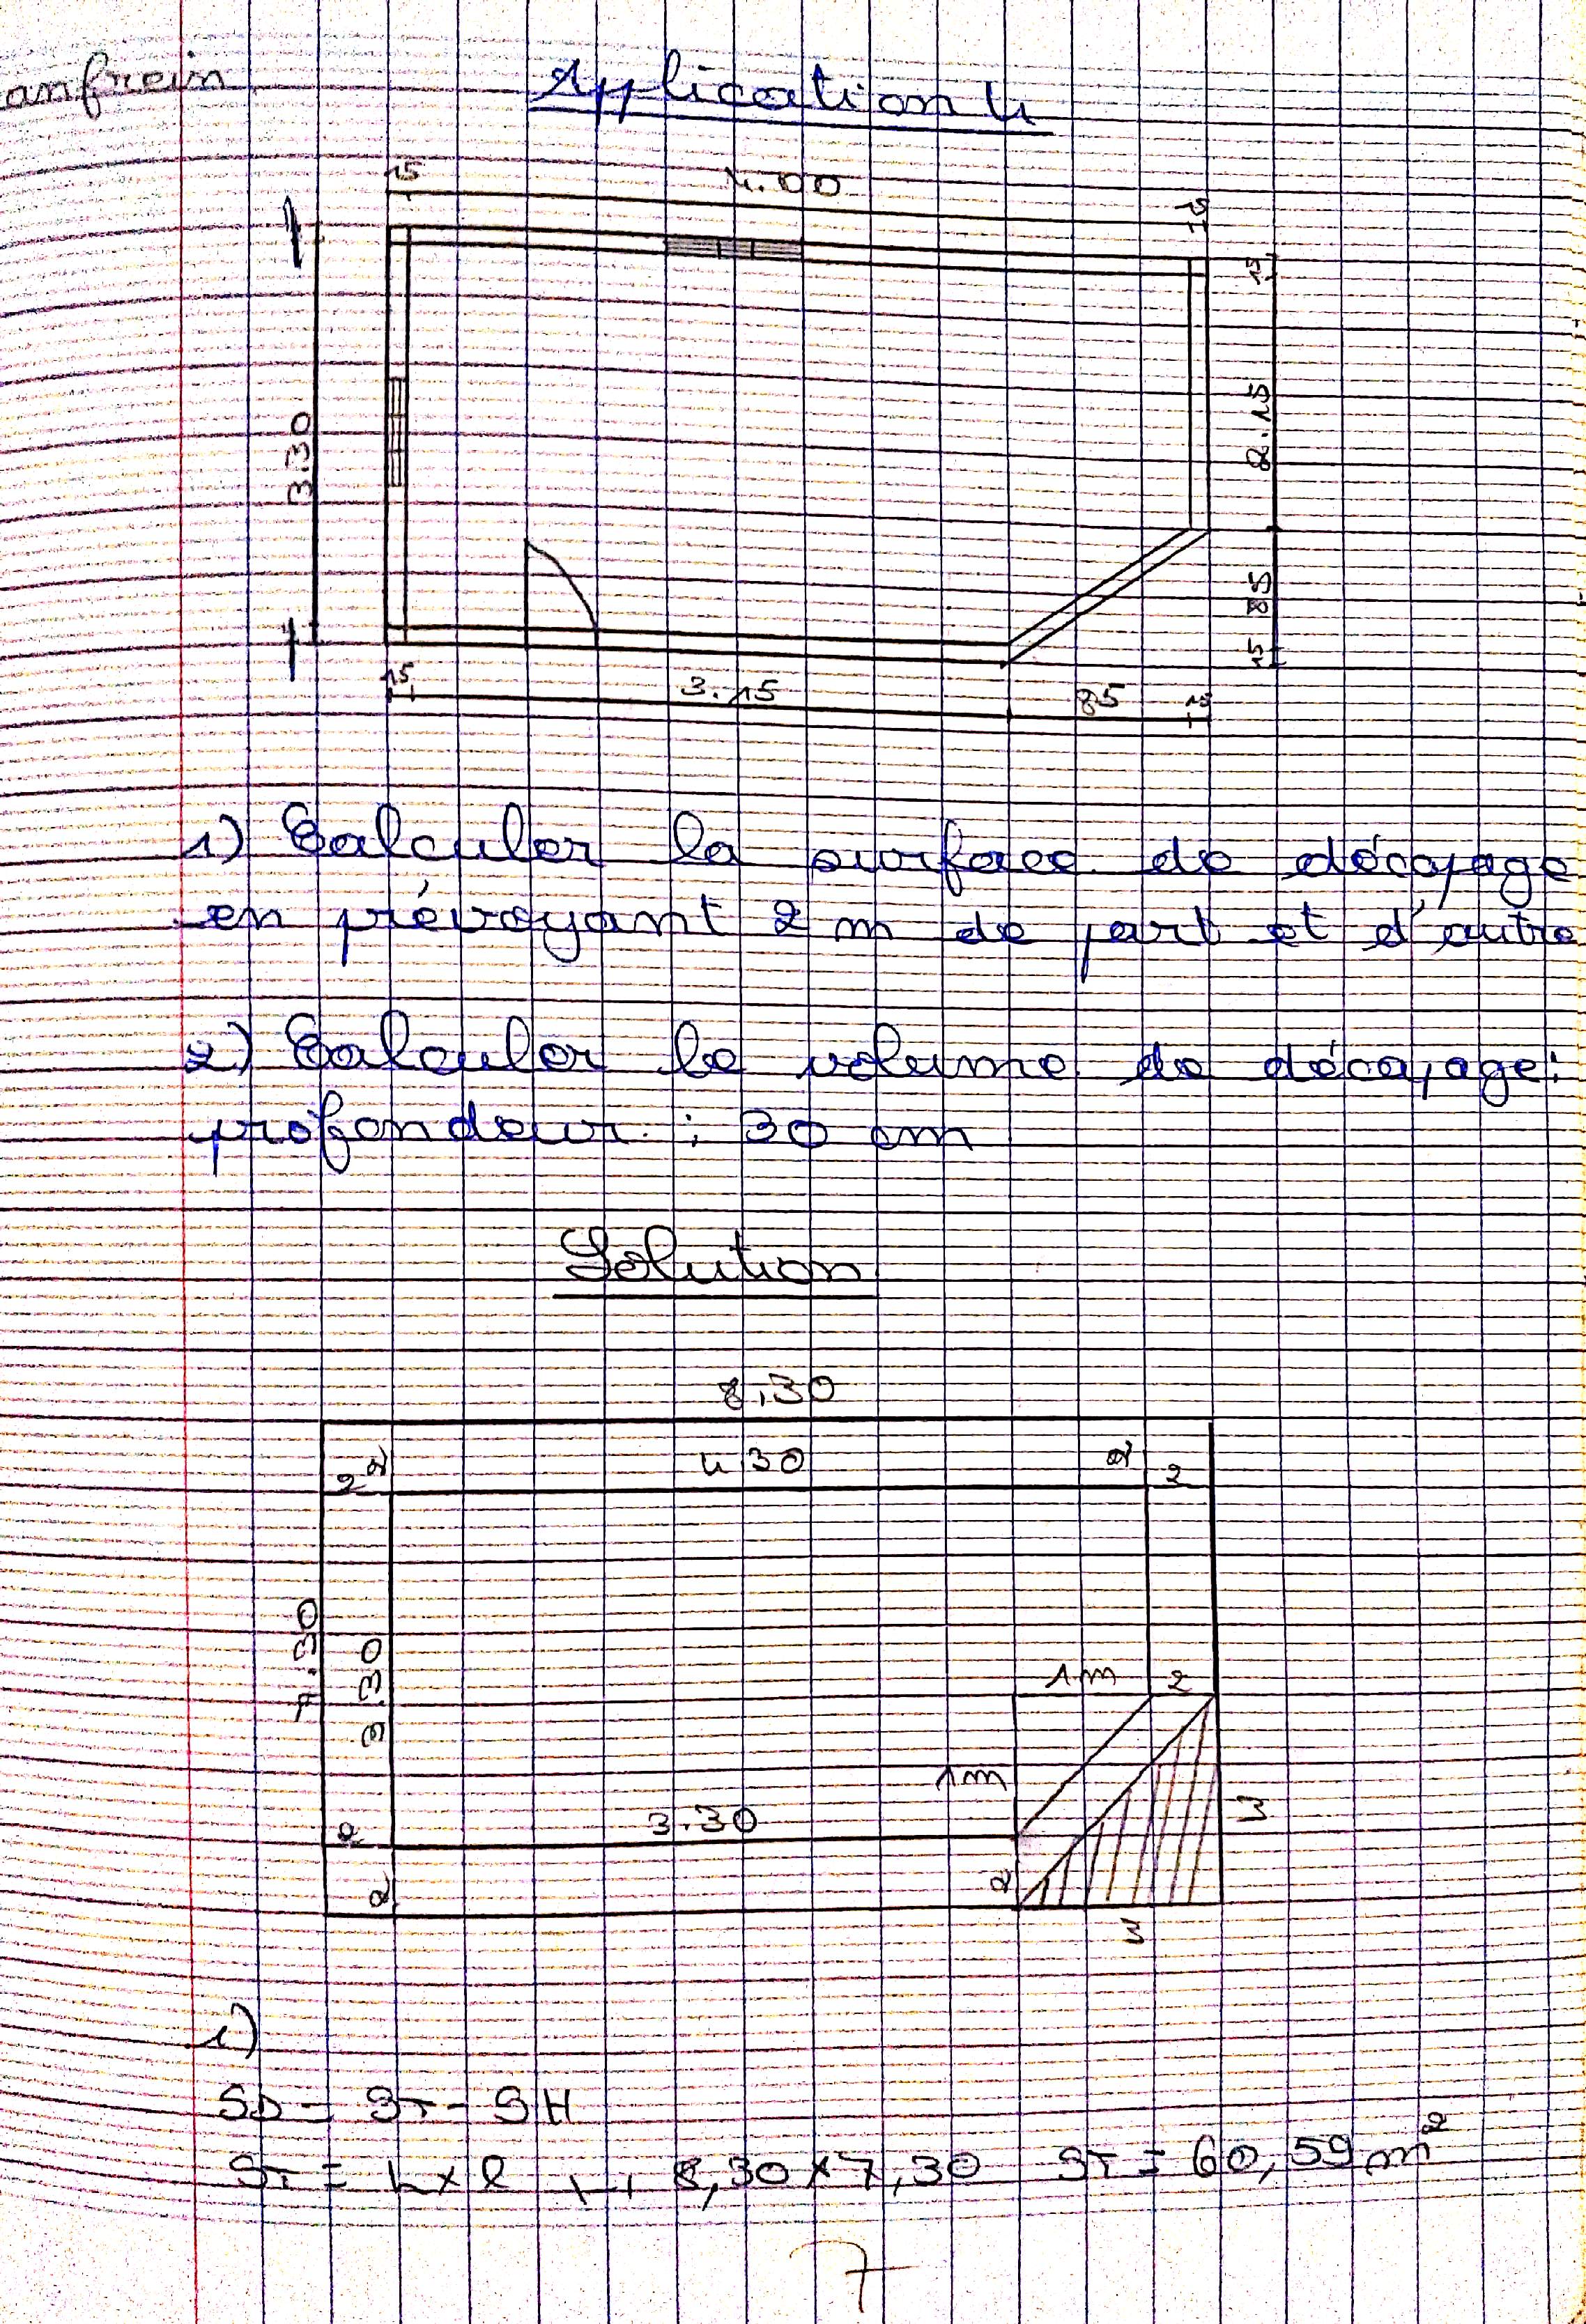 anfrein
Application 4
15 4.00 15
15
3.30
2.15
85
15
15 3.15 85 15
1) Calculer la surface de décapage
en prévoyant 2 m de part et d'autre
2) Calculer le volume de décapage :
profondeur : 30 cm
Solution
8,30
2 2 4,30 2 2
7.30
3.30
1m 2
1m
3
2 3.30
2 2
3
1)
SD = ST - SH
ST = L x l 8,30 x 7,30 ST = 60,59 m²
7